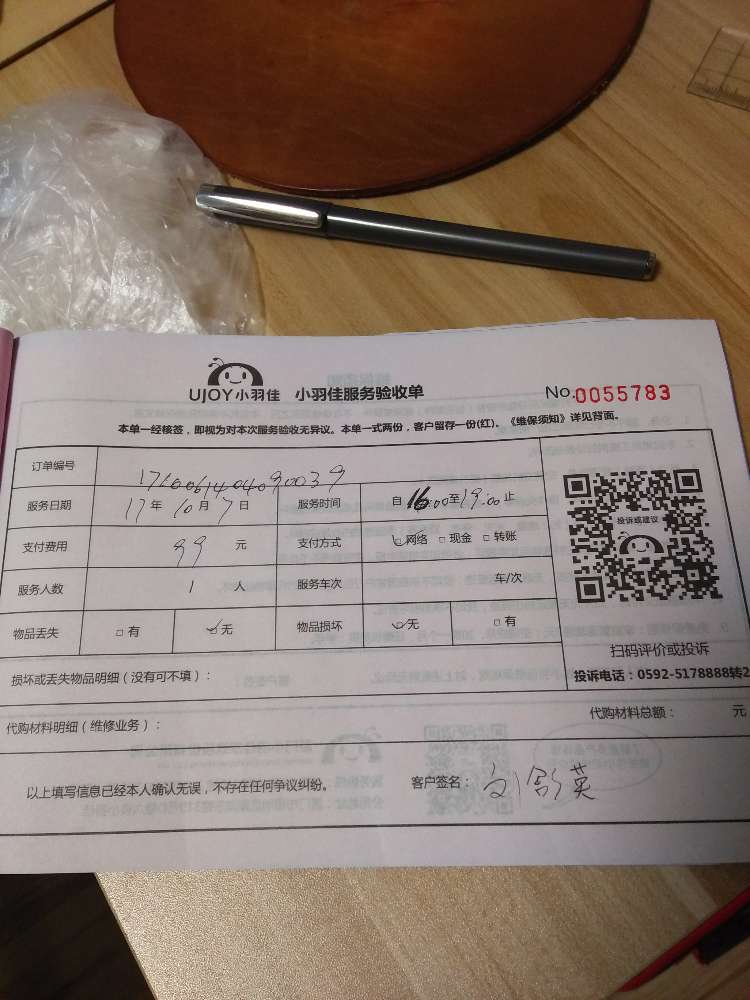 UJOY小羽佳 小羽佳服务验收单 No.0055783
本单一经核签，即视为对本次服务验收无异议。本单一式两份，客户留存一份(红)。《维保须知》详见背面。
订单编号
服务日期 17年10月7日 服务时间 自16:00至19:00止
支付费用 99元 支付方式 ☑网络 □现金 □转账
服务人数 1人 服务车次 车/次
物品丢失 □有 ☑无 物品损坏 ☑无 □有
投诉或建议
扫码评价或投诉
投诉电话：0592-5178888转2
损坏或丢失物品明细（没有可不填）：
代购材料明细（维修业务）： 代购材料总额： 元
以上填写信息已经本人确认无误，不存在任何争议纠纷。 客户签名：刘舒英